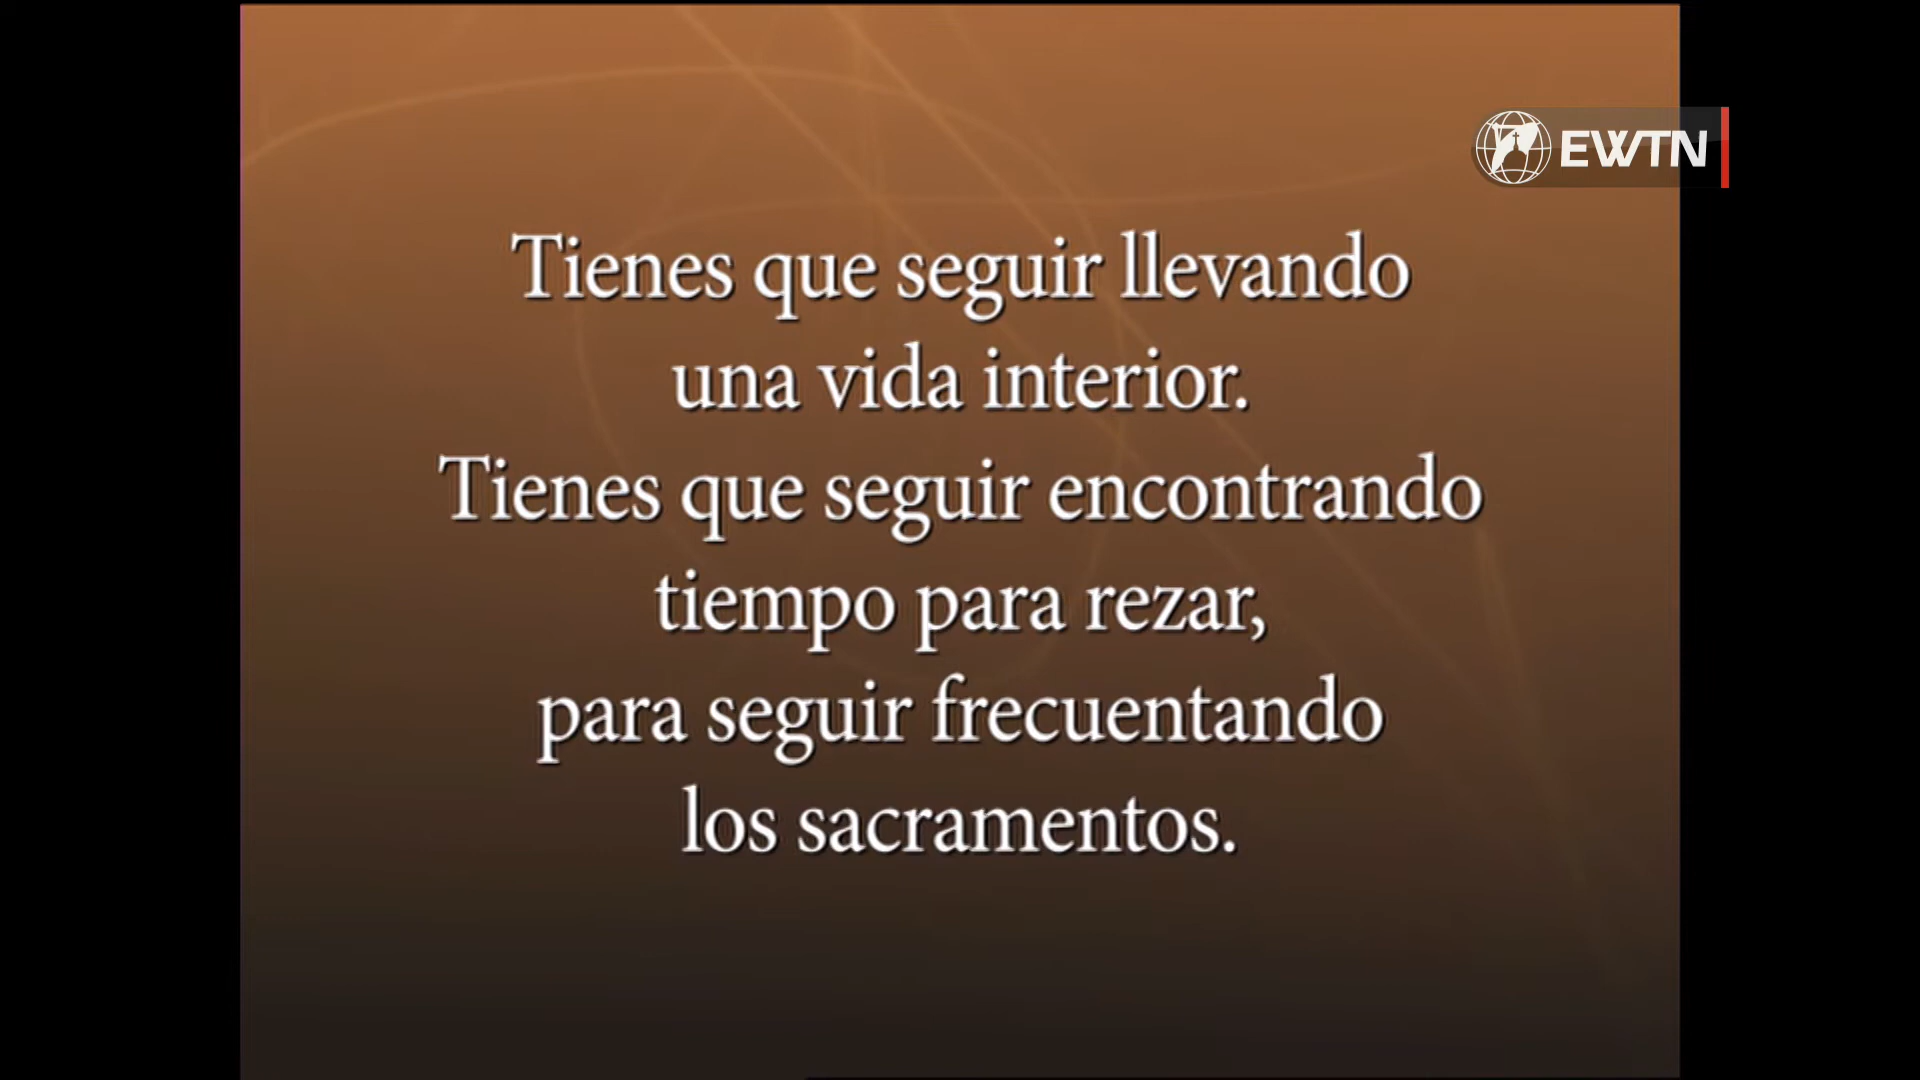 EWTN
Tienes que seguir llevando
una vida interior.
Tienes que seguir encontrando
tiempo para rezar,
para seguir frecuentando
los sacramentos.